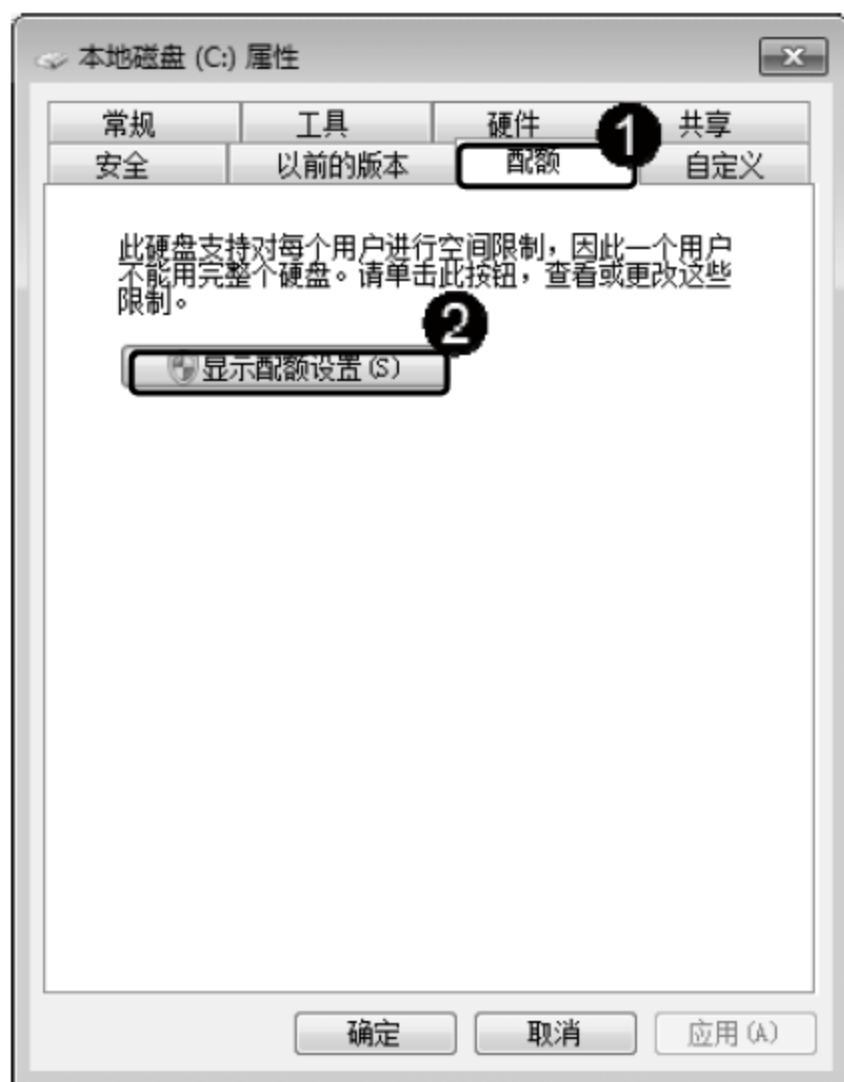 本地磁盘 (C:) 属性
常规 工具 硬件 共享
1
安全 以前的版本 配额 自定义
此硬盘支持对每个用户进行空间限制，因此一个用户
不能用完整个硬盘。请单击此按钮，查看或更改这些
限制。
2
显示配额设置(S)
确定 取消 应用(A)